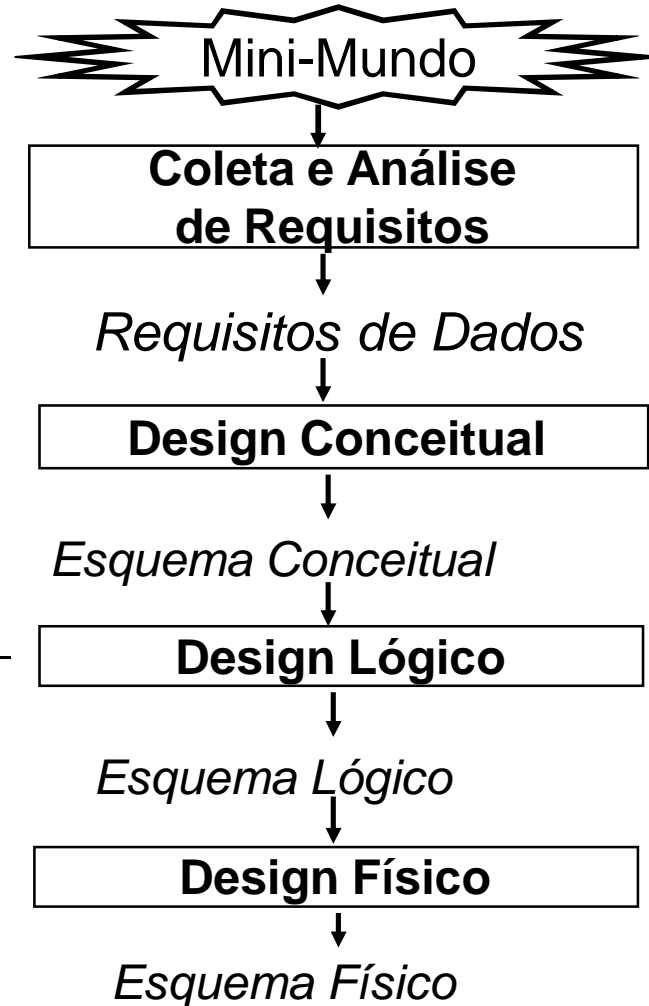 Mini-Mundo
Coleta e Análise
de Requisitos
Requisitos de Dados
Design Conceitual
Esquema Conceitual
Design Lógico
Esquema Lógico
Design Físico
Esquema Físico